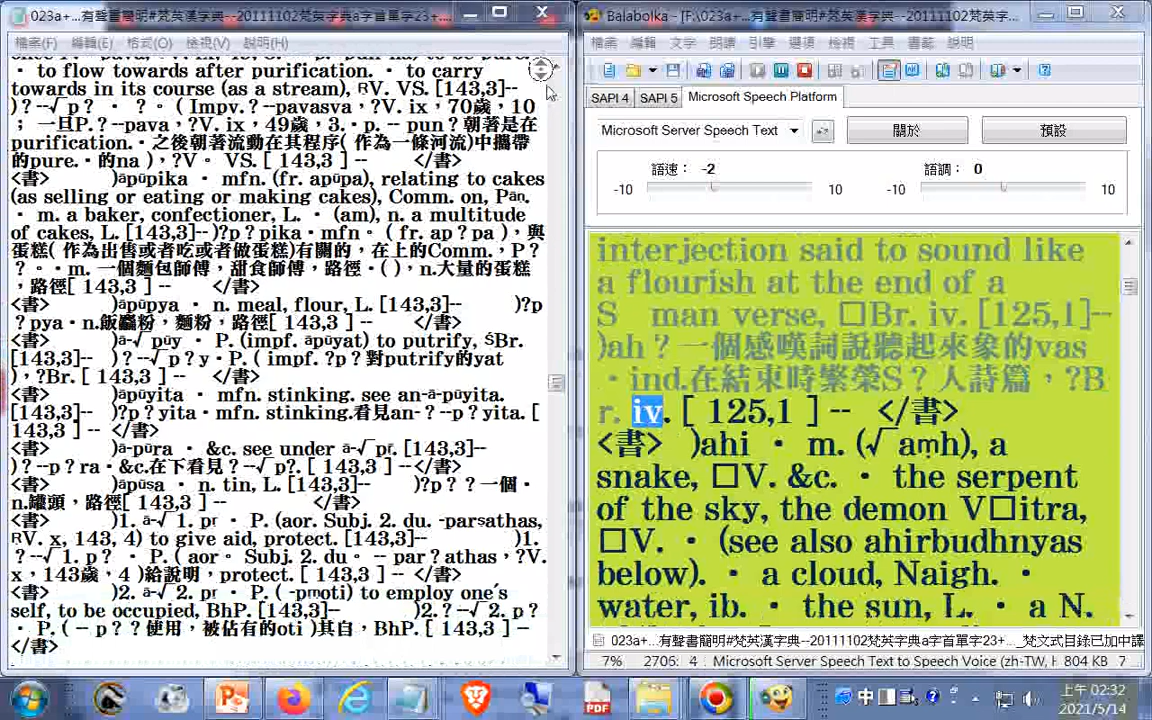 023a+...有聲書簡明#梵英漢字典--20111102梵英字典a字首單字23+...
檔案(F) 編輯(E) 格式(O) 檢視(V) 說明(H)
• to flow towards after purification. • to carry
towards in its course (as a stream), ṚV. VS. [143,3]--
)?--√p? • ?。 ( Impv.?--pavasva，?V. ix，70歲，10
； 一旦P.?--pava，?V. ix，49歲，3. • p. -- pun?朝著是在
purification. • 之後朝著流動在其程序( 作為一條河流)中攜帶
的pure. • 的na )，?V。 VS. [ 143,3 ] -- </書>
<書> )āpūpika • mfn. (fr. apūpa), relating to cakes
(as selling or eating or making cakes), Comm. on, Pāṇ.
• m. a baker, confectioner, L. • (am), n. a multitude
of cakes, L. [143,3]-- )?p?pika • mfn。 ( fr. ap?pa )，與
蛋糕( 作為出售或者吃或者做蛋糕)有關的，在上的Comm.，P?
?。 • m. 一個麵包師傅，甜食師傅，路徑 • ( )，n.大量的蛋糕
，路徑[ 143,3 ] -- </書>
<書> )āpūpya • n. meal, flour, L. [143,3]-- )?p
?pya • n.飯麤粉，麵粉，路徑[ 143,3 ] -- </書>
<書> )ā-√pūy • P. (impf. āpūyat) to putrify, ŚBr.
[143,3]-- )?--√p?y • P. ( impf. ?p?對putrify的yat
)，?Br. [ 143,3 ] -- </書>
<書> )āpūyita • mfn. stinking. see an-ā-pūyita.
[143,3]-- )?p?yita • mfn. stinking.看見an-?--p?yita. [
143,3 ] -- </書>
<書> )ā-pūra • &c. see under ā-√pṝ. [143,3]--
)?--p?ra • &c.在下看見?--√p?. [ 143,3 ] -- </書>
<書> )āpūṣa • n. tin, L. [143,3]-- )?p??一個 •
n.罐頭，路徑[ 143,3 ] -- </書>
<書> )1. ā-√1. pṛ • P. (aor. Subj. 2. du. -parṣathas,
ṚV. x, 143, 4) to give aid, protect. [143,3]-- )1.
?--√1. p? • P. ( aor。 Subj. 2. du。 -- par?athas，?V.
x，143歲，4 )給說明，protect. [ 143,3 ] -- </書>
<書> )2. ā-√2. pṛ • P. ( -pṛṇoti) to employ one's
self, to be occupied, BhP. [143,3]-- )2.?--√2. p?
• P. ( -- p??使用，被佔有的oti )其自，BhP. [ 143,3 ] --
</書>
Balabolka - [F:\023a+...有聲書簡明#梵英漢字典--20111102梵英字...
檔案 編輯 文字 朗讀 引擎 選項 檢視 工具 書籤 說明
SAPI 4 SAPI 5 Microsoft Speech Platform
Microsoft Server Speech Text 關於 預設
語速： -2 語調： 0
-10 10 -10 10
interjection said to sound like
a flourish at the end of a
S man verse, □Br. iv. [125,1]--
)ah?一個感嘆詞說聽起來象的vas
• ind.在結束時繁榮S?人詩篇，?B
r. iv. [ 125,1 ] -- </書>
<書> )ahi • m. (√aṃh), a
snake, □V. &c. • the serpent
of the sky, the demon V□itra,
□V. • (see also ahirbudhnyas
below). • a cloud, Naigh. •
water, ib. • the sun, L. • a N.
023a+...有聲書簡明#梵英漢字典--20111102梵英字典a字首單字23+..._梵文式目錄已加中譯
7% 2705: 4 Microsoft Server Speech Text to Speech Voice (zh-TW, H 804 KB 7
中
上午 02:32
2021/5/14